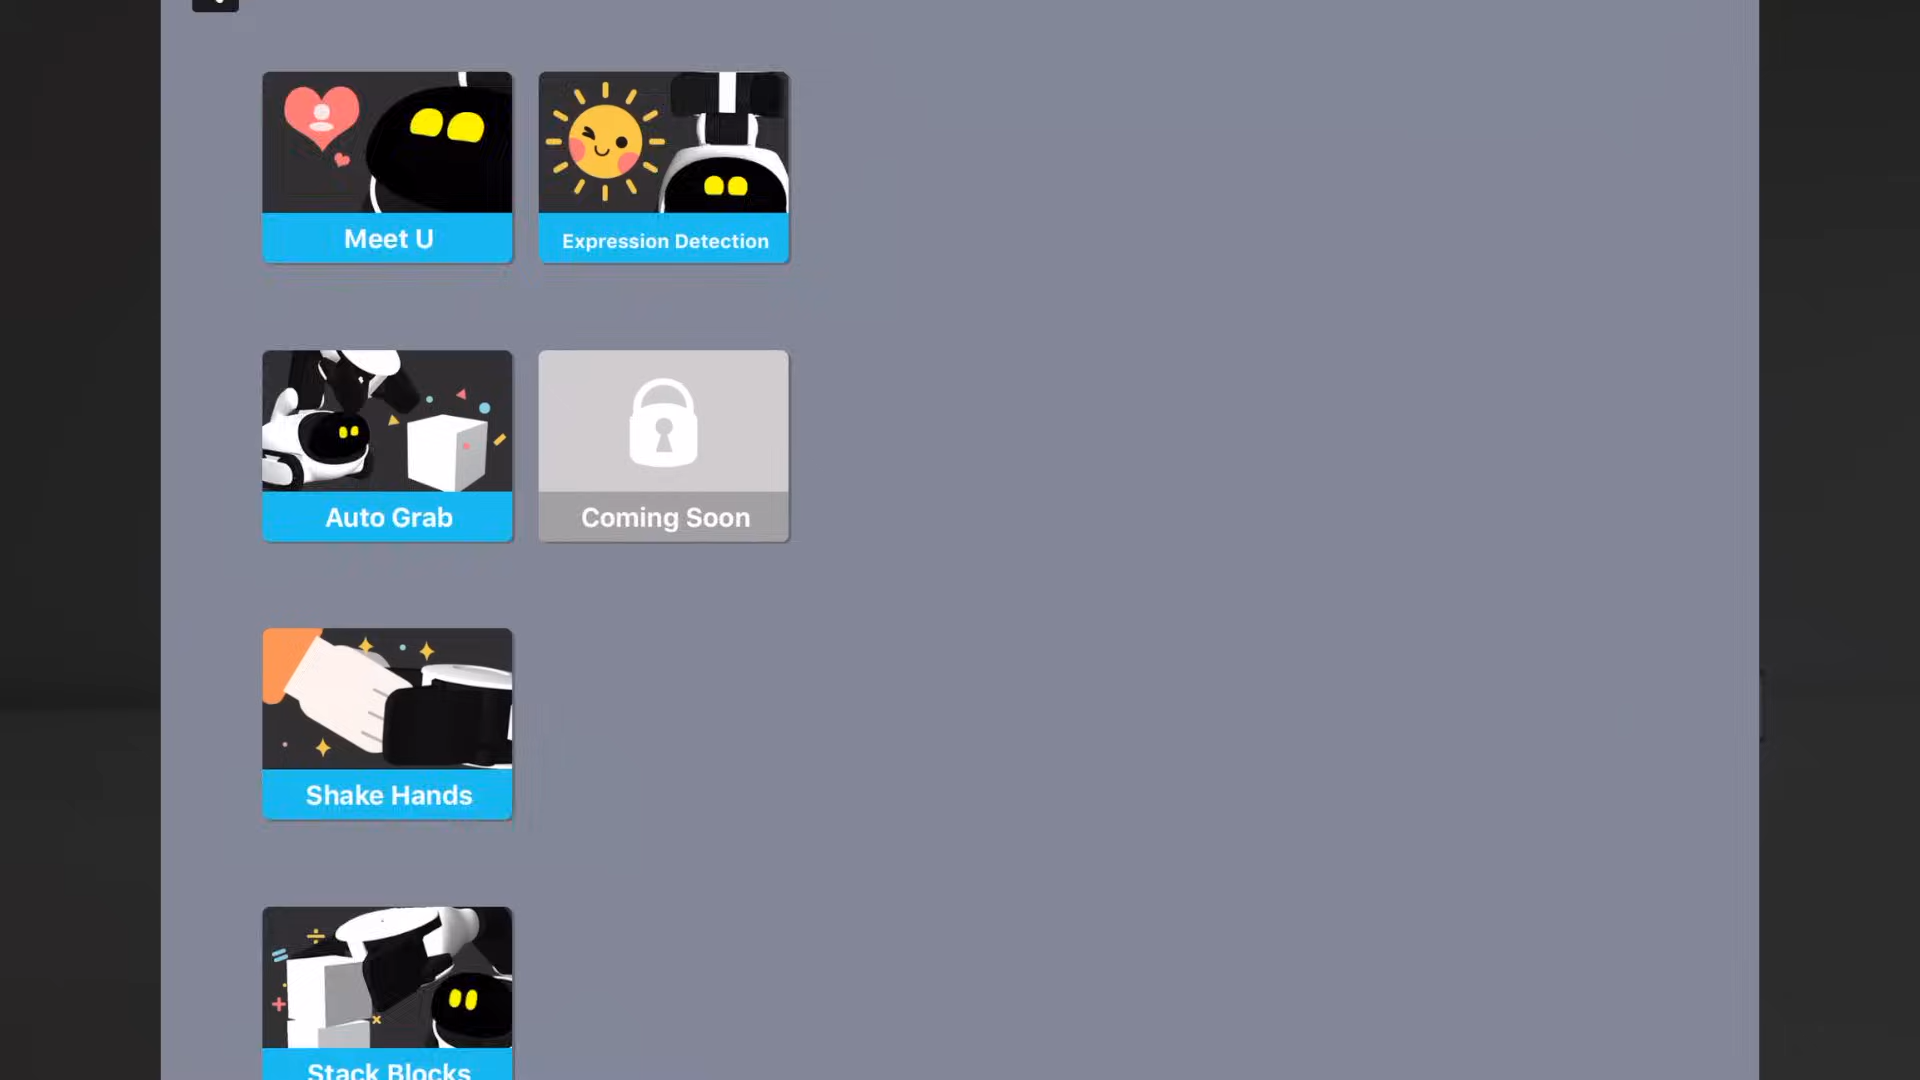 Meet U
Expression Detection
Auto Grab
Coming Soon
Shake Hands
Stack Blocks